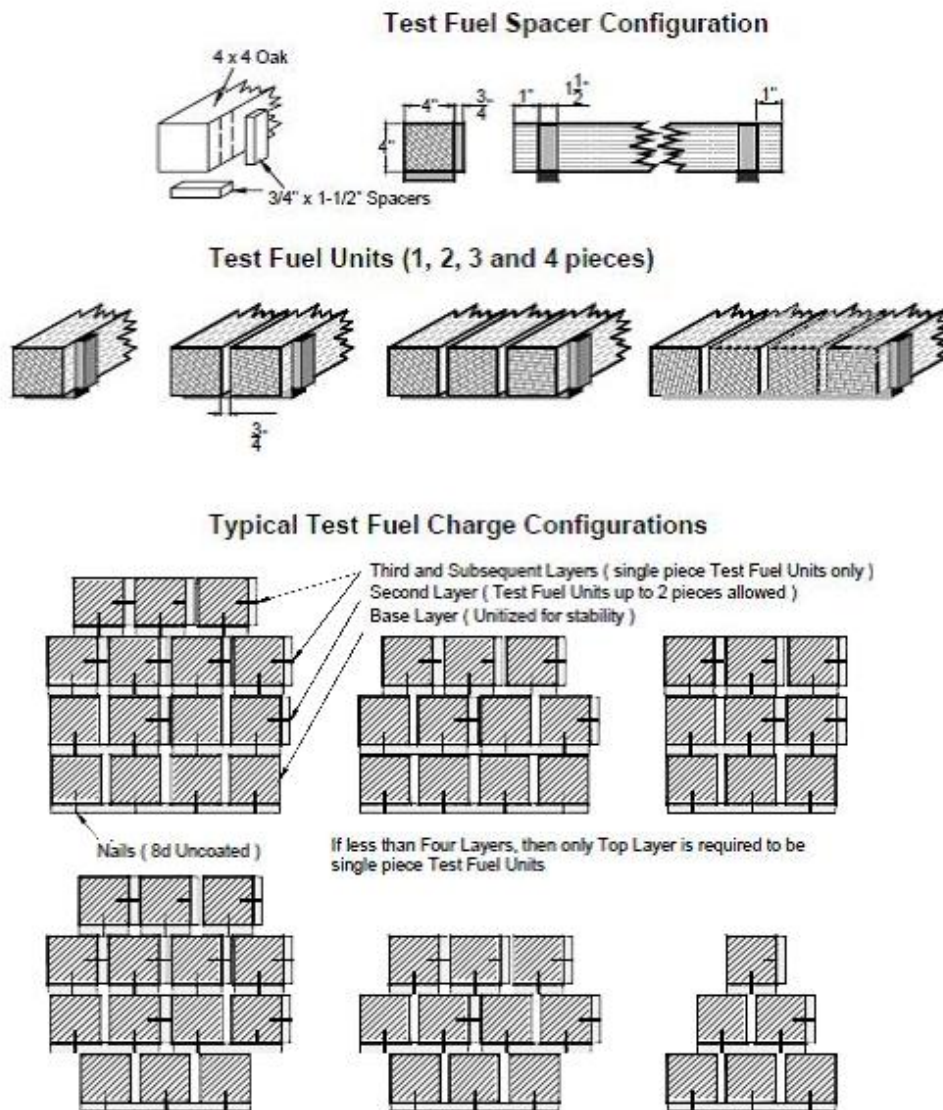 Test Fuel Spacer Configuration
4 x 4 Oak
4" 3-4 1" 1 1-2 1"
4"
3/4" x 1-1/2" Spacers
Test Fuel Units (1, 2, 3 and 4 pieces)
3-4
Typical Test Fuel Charge Configurations
Third and Subsequent Layers ( single piece Test Fuel Units only )
Second Layer ( Test Fuel Units up to 2 pieces allowed )
Base Layer ( Unitized for stability )
Nails ( 8d Uncoated )
If less than Four Layers, then only Top Layer is required to be
single piece Test Fuel Units